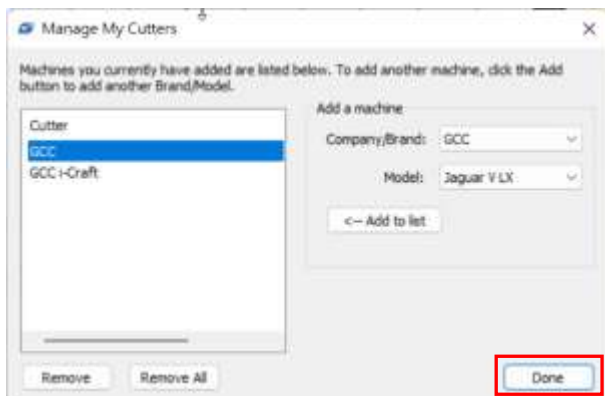 Manage My Cutters
Machines you currently have added are listed below. To add another machine, click the Add
button to add another Brand/Model.
Cutter
GCC
GCC i-Craft
Add a machine
Company/Brand: GCC
Model: Jaguar V LX
<-- Add to list
Remove
Remove All
Done